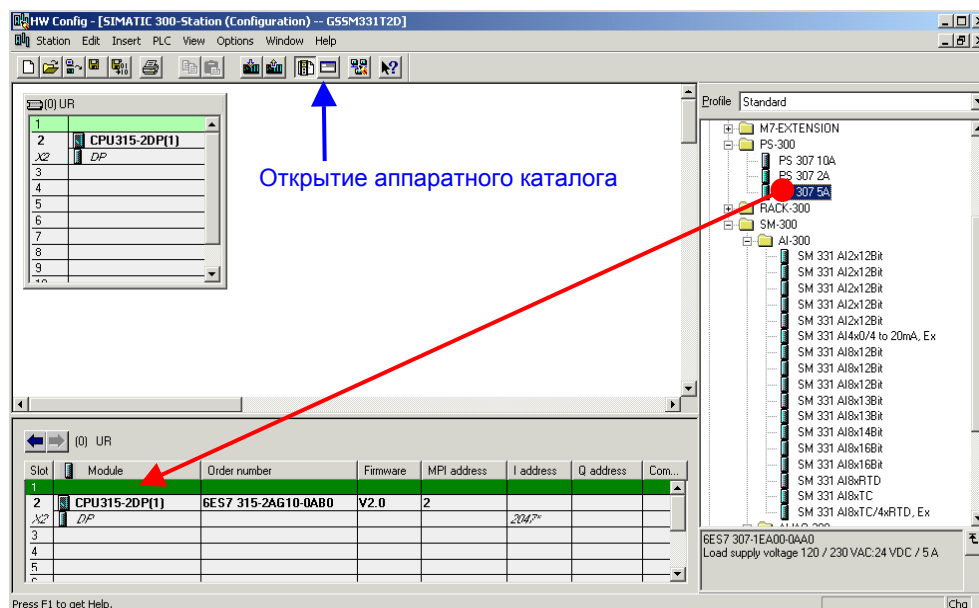 HW Config - [SIMATIC 300-Station (Configuration) -- GSSM331T2D]
Station Edit Insert PLC View Options Window Help
(0) UR
1
2 CPU315-2DP(1)
X2 DP
3
4
5
6
7
8
9
10
Открытие аппаратного каталога
Profile Standard
M7-EXTENSION
PS-300
PS 307 10A
PS 307 2A
307 5A
RACK-300
SM-300
AI-300
SM 331 AI2x12Bit
SM 331 AI2x12Bit
SM 331 AI2x12Bit
SM 331 AI2x12Bit
SM 331 AI2x12Bit
SM 331 AI4x0/4 to 20mA, Ex
SM 331 AI8x12Bit
SM 331 AI8x12Bit
SM 331 AI8x12Bit
SM 331 AI8x13Bit
SM 331 AI8x13Bit
SM 331 AI8x14Bit
SM 331 AI8x16Bit
SM 331 AI8x16Bit
SM 331 AI8xRTD
SM 331 AI8xTC
SM 331 AI8xTC/4xRTD, Ex
6ES7 307-1EA00-0AA0
Load supply voltage 120 / 230 VAC:24 VDC / 5 A
(0) UR
Slot Module Order number Firmware MPI address I address Q address Com...
1
2 CPU315-2DP(1) 6ES7 315-2AG10-0AB0 V2.0 2
X2 DP 2047*
3
4
5
Press F1 to get Help.
Chg